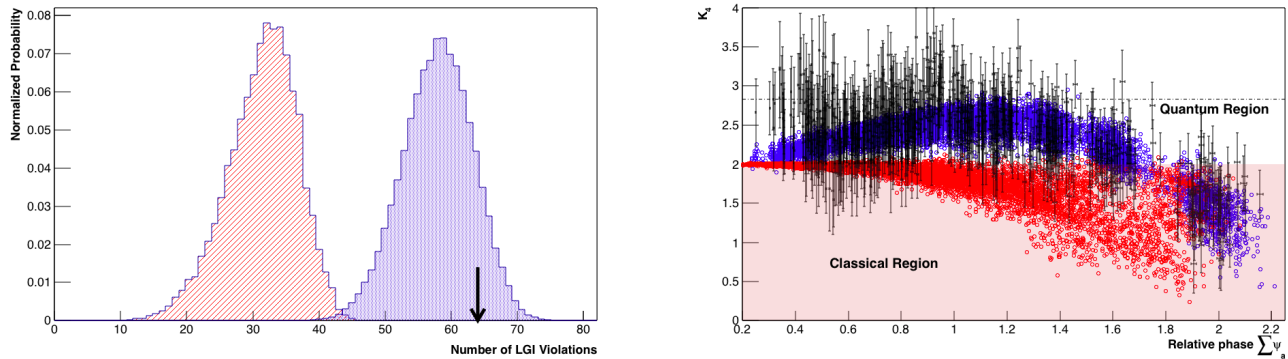 Normalized Probability
0.08
0.07
0.06
0.05
0.04
0.03
0.02
0.01
0
0 10 20 30 40 50 60 70 80
Number of LGI Violations
K4
4
3.5
3
2.5
2
1.5
1
0.5
0
Quantum Region
Classical Region
0.2 0.4 0.6 0.8 1 1.2 1.4 1.6 1.8 2 2.2
Relative phase ∑ψa